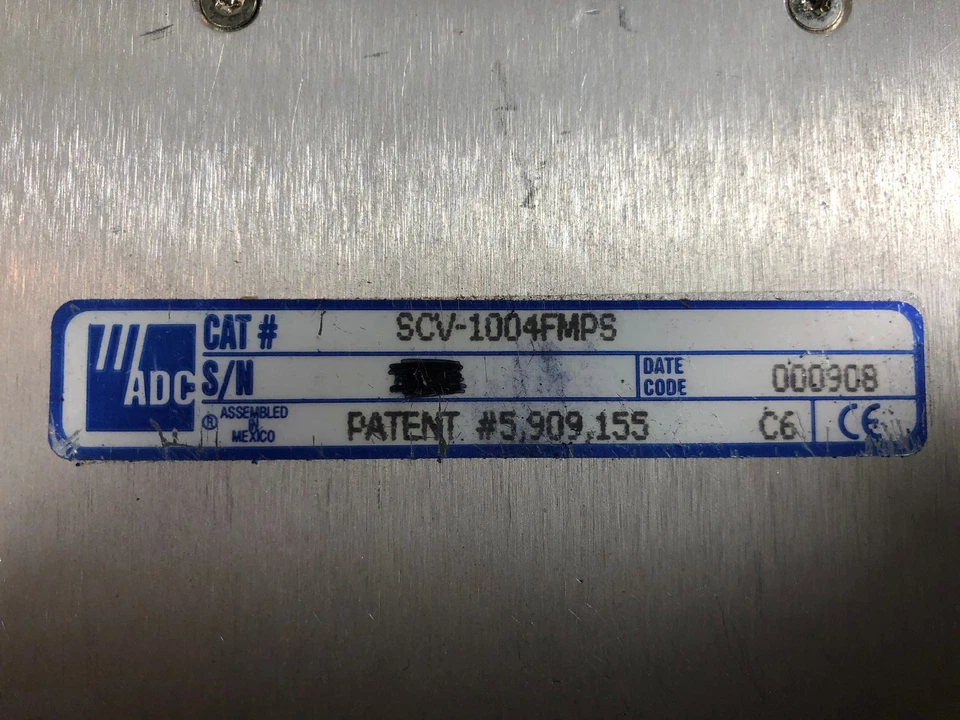 ADC®
CAT # SCV-1004FMPS
S/N
DATE CODE 000908
ASSEMBLED
IN
MEXICO
PATENT #5,909,155 C6 CE